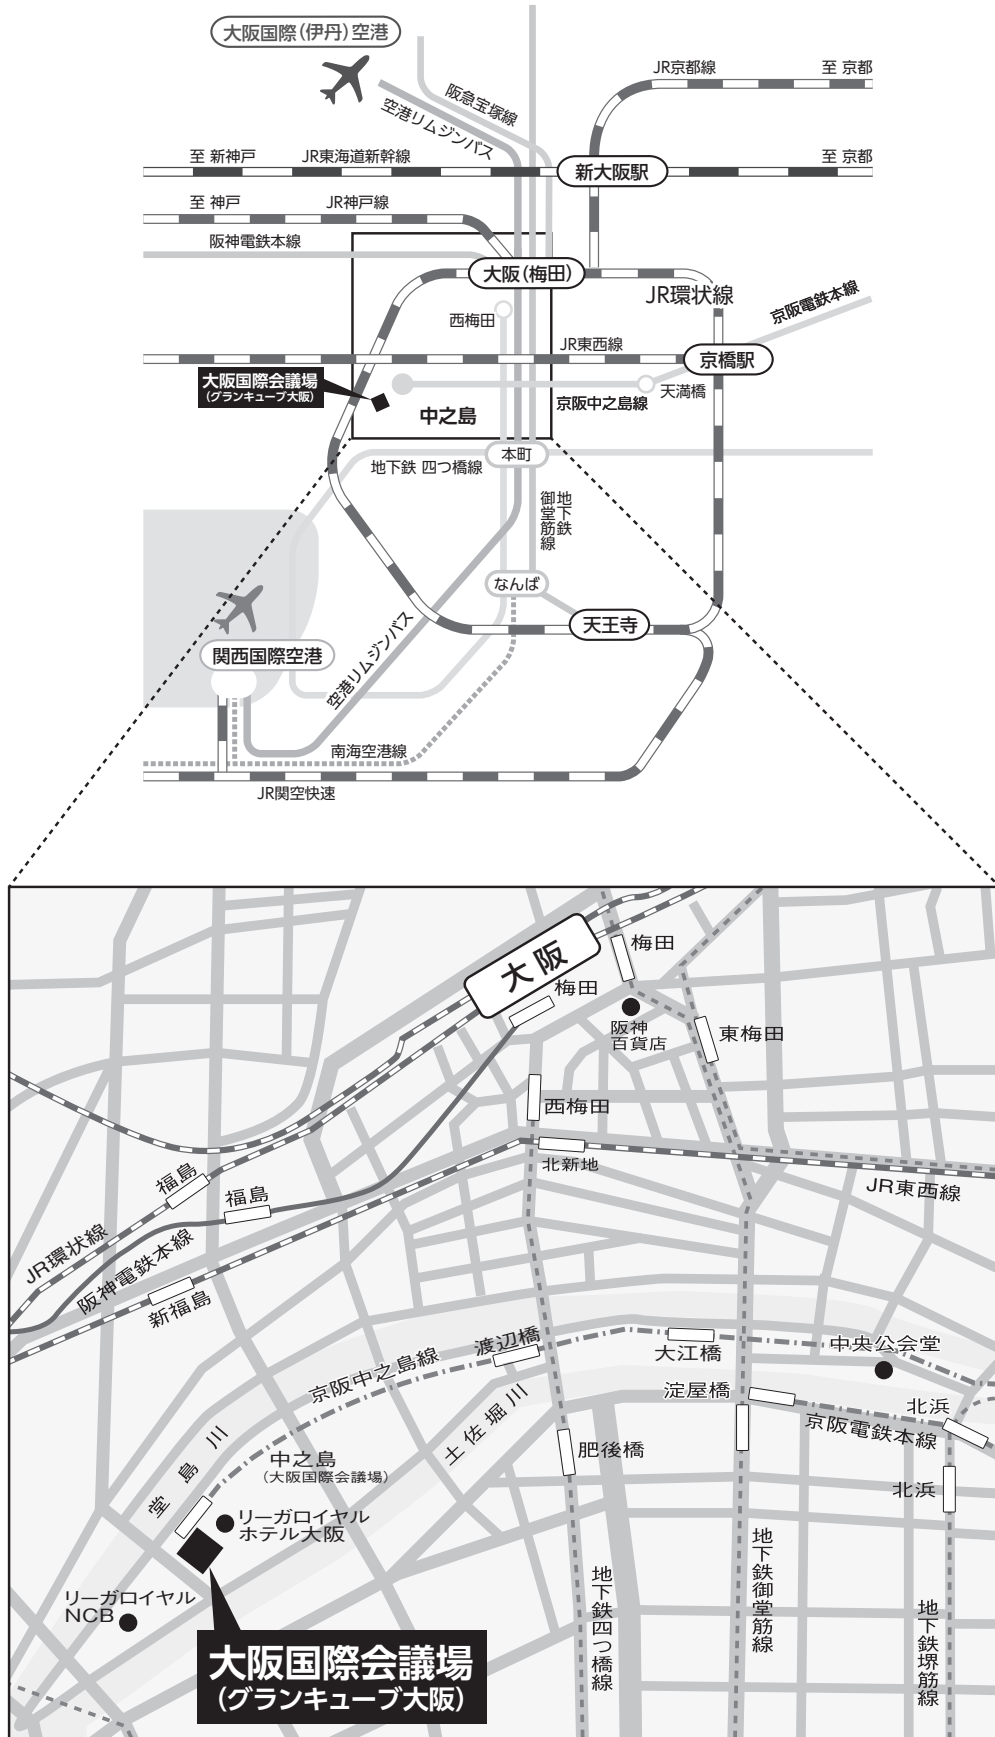 大阪国際(伊丹)空港
JR京都線
至 京都
阪急宝塚線
空港リムジンバス
至 新神戸
JR東海道新幹線
新大阪駅
至 京都
至 神戸
JR神戸線
阪神電鉄本線
大阪(梅田)
JR環状線
西梅田
京阪電鉄本線
JR東西線
京橋駅
大阪国際会議場
(グランキューブ大阪)
中之島
京阪中之島線
天満橋
本町
地下鉄 四つ橋線
地下鉄
御堂筋線
なんば
天王寺
関西国際空港
空港リムジンバス
南海空港線
JR関空快速
大阪
梅田
梅田
阪神
百貨店
東梅田
西梅田
北新地
JR東西線
福島
福島
JR環状線
阪神電鉄本線
新福島
渡辺橋
大江橋
中央公会堂
京阪中之島線
淀屋橋
北浜
京阪電鉄本線
土佐堀川
肥後橋
堂島川
中之島
(大阪国際会議場)
北浜
リーガロイヤル
ホテル大阪
地下鉄御堂筋線
地下鉄四つ橋線
地下鉄堺筋線
リーガロイヤル
NCB
大阪国際会議場
(グランキューブ大阪)